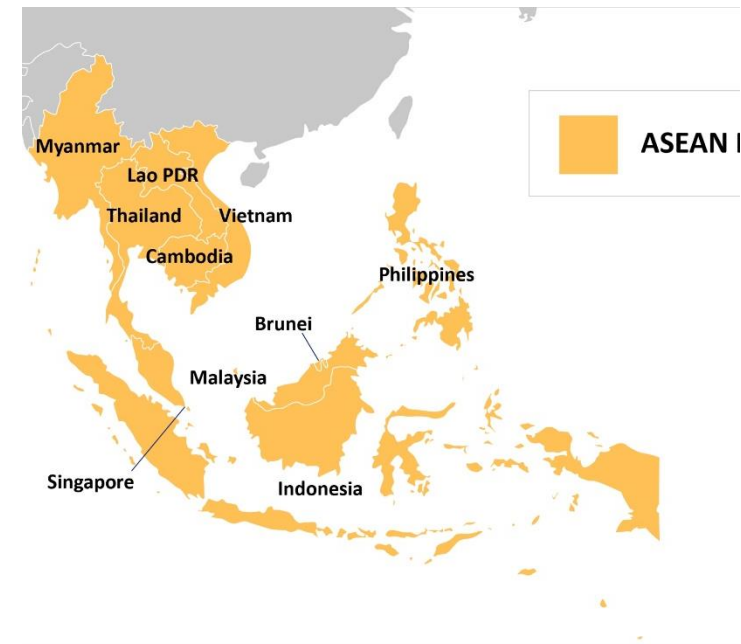 ASEAN
Myanmar
Lao PDR
Thailand
Vietnam
Cambodia
Philippines
Brunei
Malaysia
Singapore
Indonesia